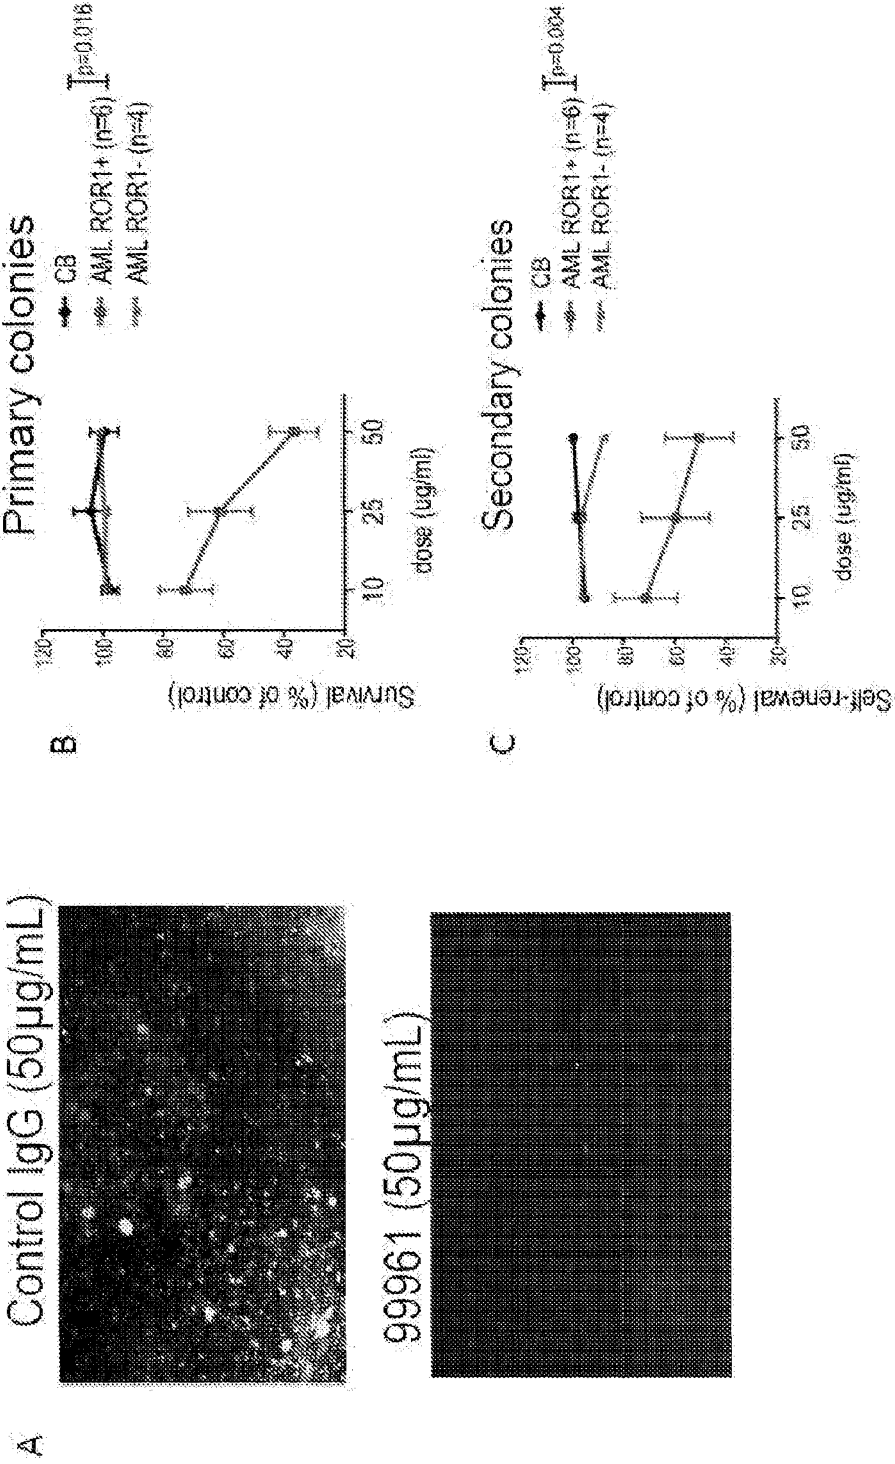 A
Control IgG (50µg/mL)
99961 (50µg/mL)
B
Primary colonies
Survival (% of control)
120
100
80
60
40
20
10
25
50
dose (ug/ml)
CB
AML ROR1+ (n=6)
AML ROR1- (n=4)
p=0.016
C
Secondary colonies
Self-renewal (% of control)
120
100
80
60
40
20
10
25
50
dose (ug/ml)
CB
AML ROR1+ (n=6)
AML ROR1- (n=4)
p=0.004